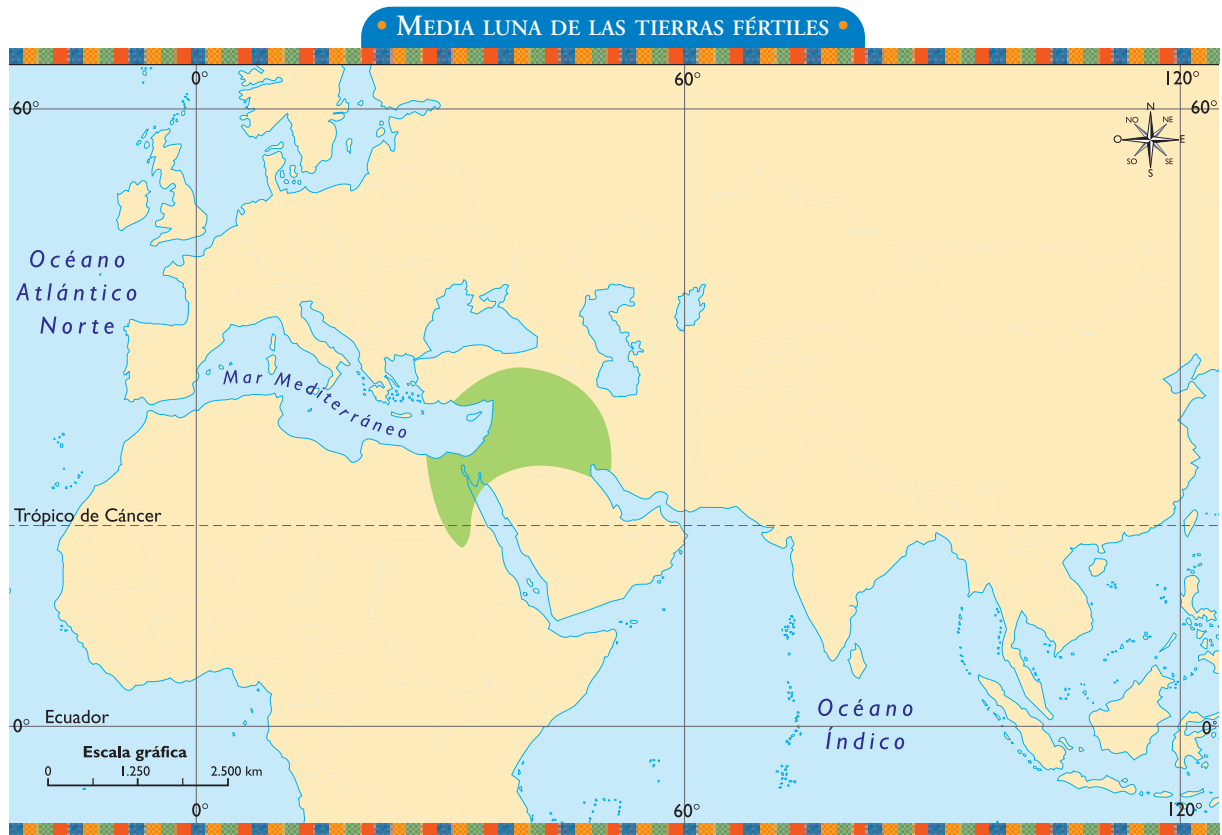 • MEDIA LUNA DE LAS TIERRAS FÉRTILES •
0° 60° 120°
60° 60°
N
NO NE
O E
SO SE
S
Océano
Atlántico
Norte
Mar Mediterráneo
Trópico de Cáncer
Océano
Índico
0° Ecuador 0°
Escala gráfica
0 1.250 2.500 km
0° 60° 120°